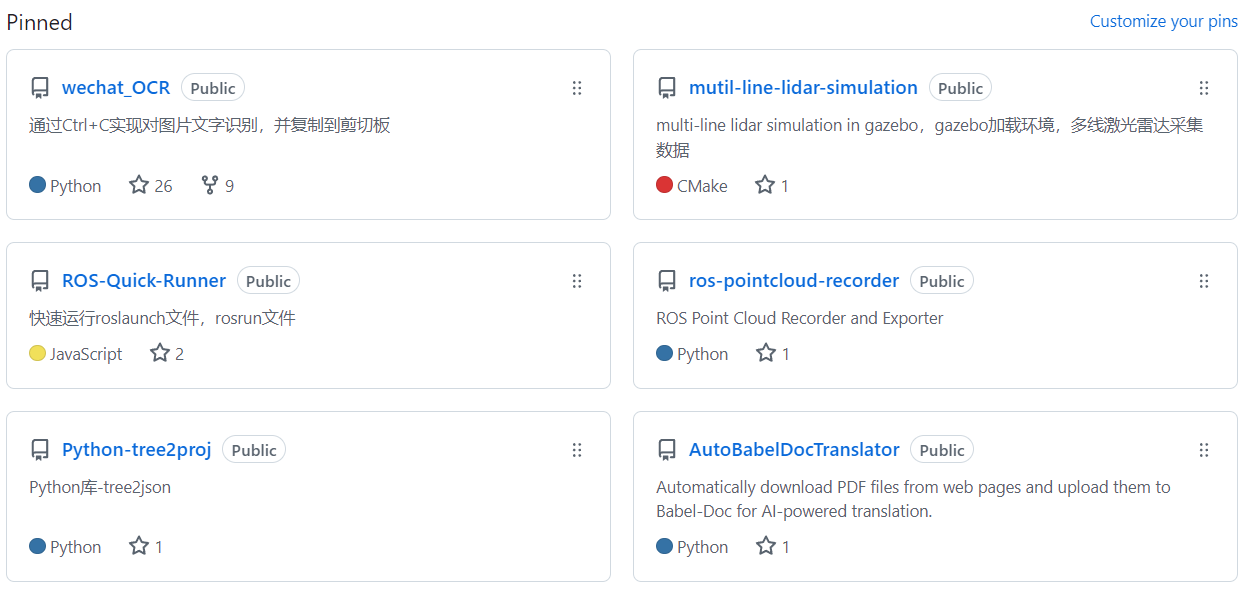 Pinned
Customize your pins
wechat_OCR Public
通过Ctrl+C实现对图片文字识别，并复制到剪切板
Python 26 9
mutil-line-lidar-simulation Public
multi-line lidar simulation in gazebo，gazebo加载环境，多线激光雷达采集
数据
CMake 1
ROS-Quick-Runner Public
快速运行roslaunch文件，rosrun文件
JavaScript 2
ros-pointcloud-recorder Public
ROS Point Cloud Recorder and Exporter
Python 1
Python-tree2proj Public
Python库-tree2json
Python 1
AutoBabelDocTranslator Public
Automatically download PDF files from web pages and upload them to
Babel-Doc for AI-powered translation.
Python 1